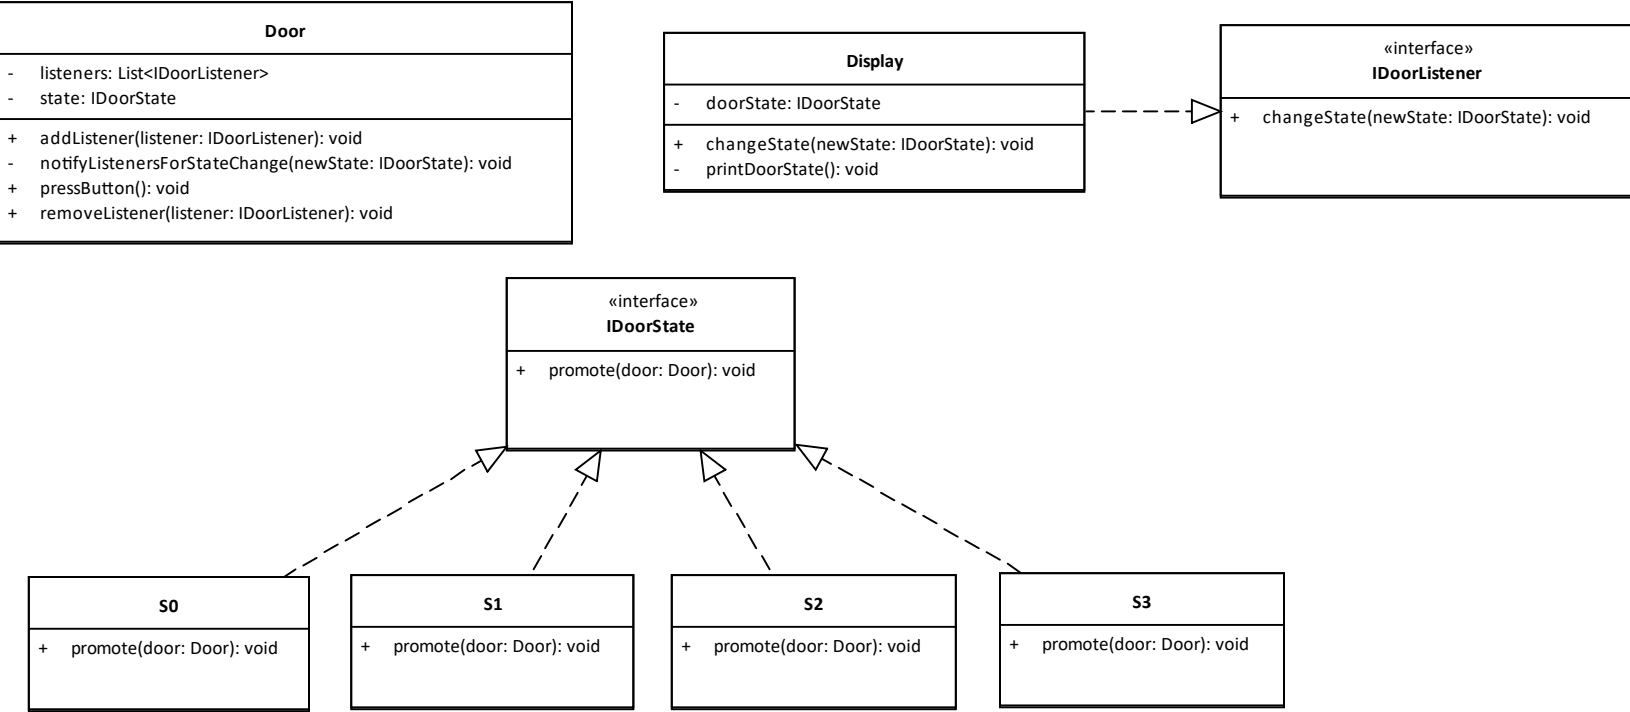 Door
- listeners: List<IDoorListener>
- state: IDoorState
+ addListener(listener: IDoorListener): void
- notifyListenersForStateChange(newState: IDoorState): void
+ pressButton(): void
+ removeListener(listener: IDoorListener): void
Display
- doorState: IDoorState
+ changeState(newState: IDoorState): void
- printDoorState(): void
«interface»
IDoorListener
+ changeState(newState: IDoorState): void
«interface»
IDoorState
+ promote(door: Door): void
S0
+ promote(door: Door): void
S1
+ promote(door: Door): void
S2
+ promote(door: Door): void
S3
+ promote(door: Door): void